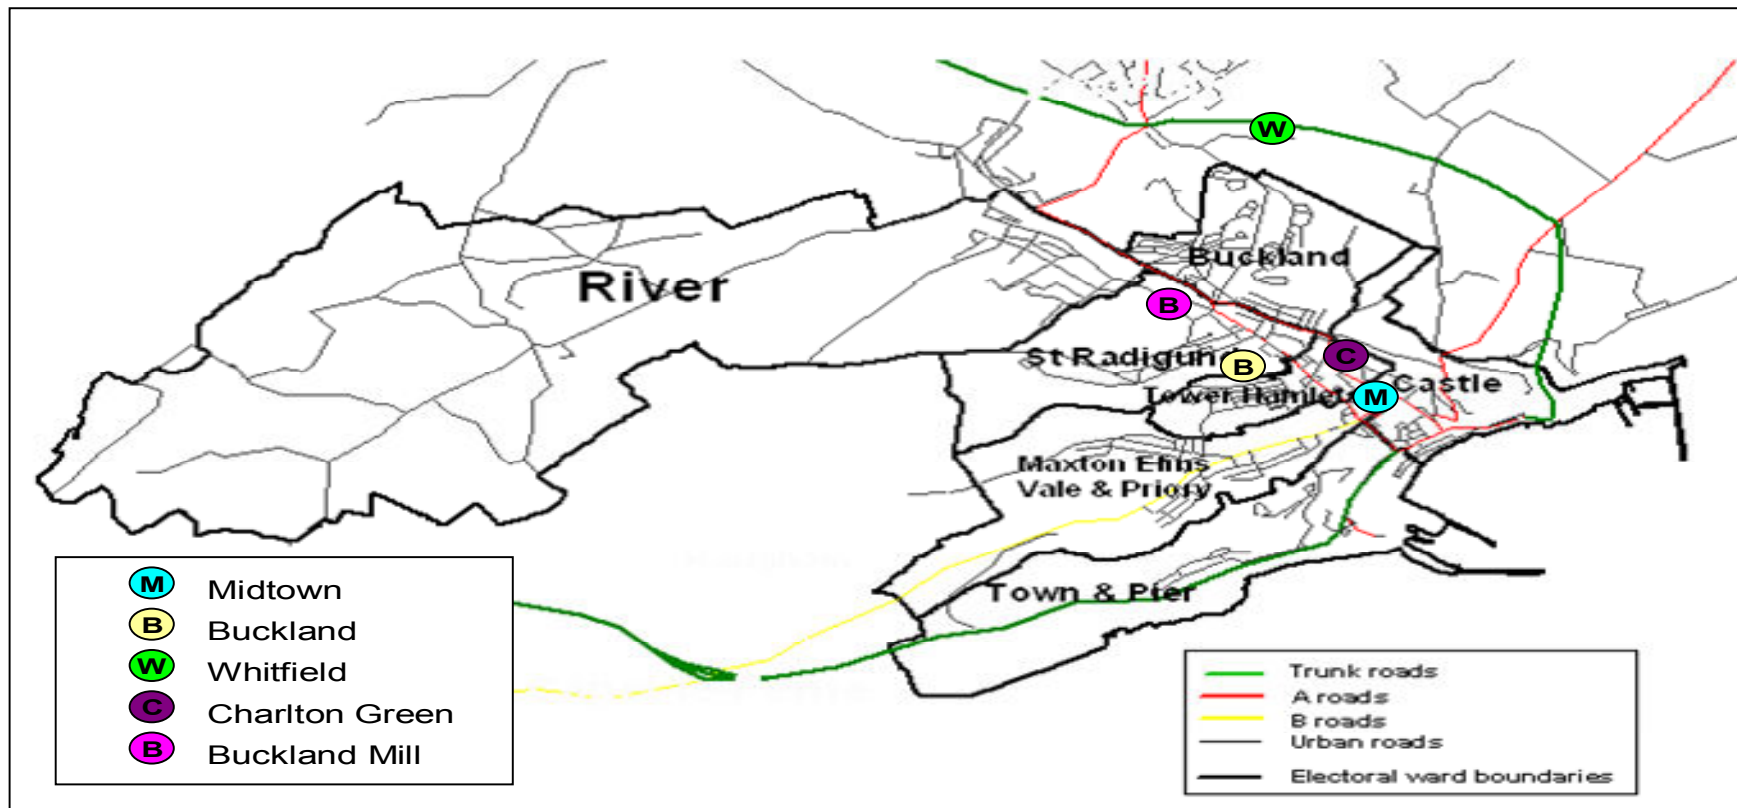 W
Buckland
River
B
St Radigund
B
C
Castle
Tower Hamlets
M
Maxton Elms
Vale & Priory
Town & Pier
M Midtown
B Buckland
W Whitfield
C Charlton Green
B Buckland Mill
Trunk roads
A roads
B roads
Urban roads
Electoral ward boundaries